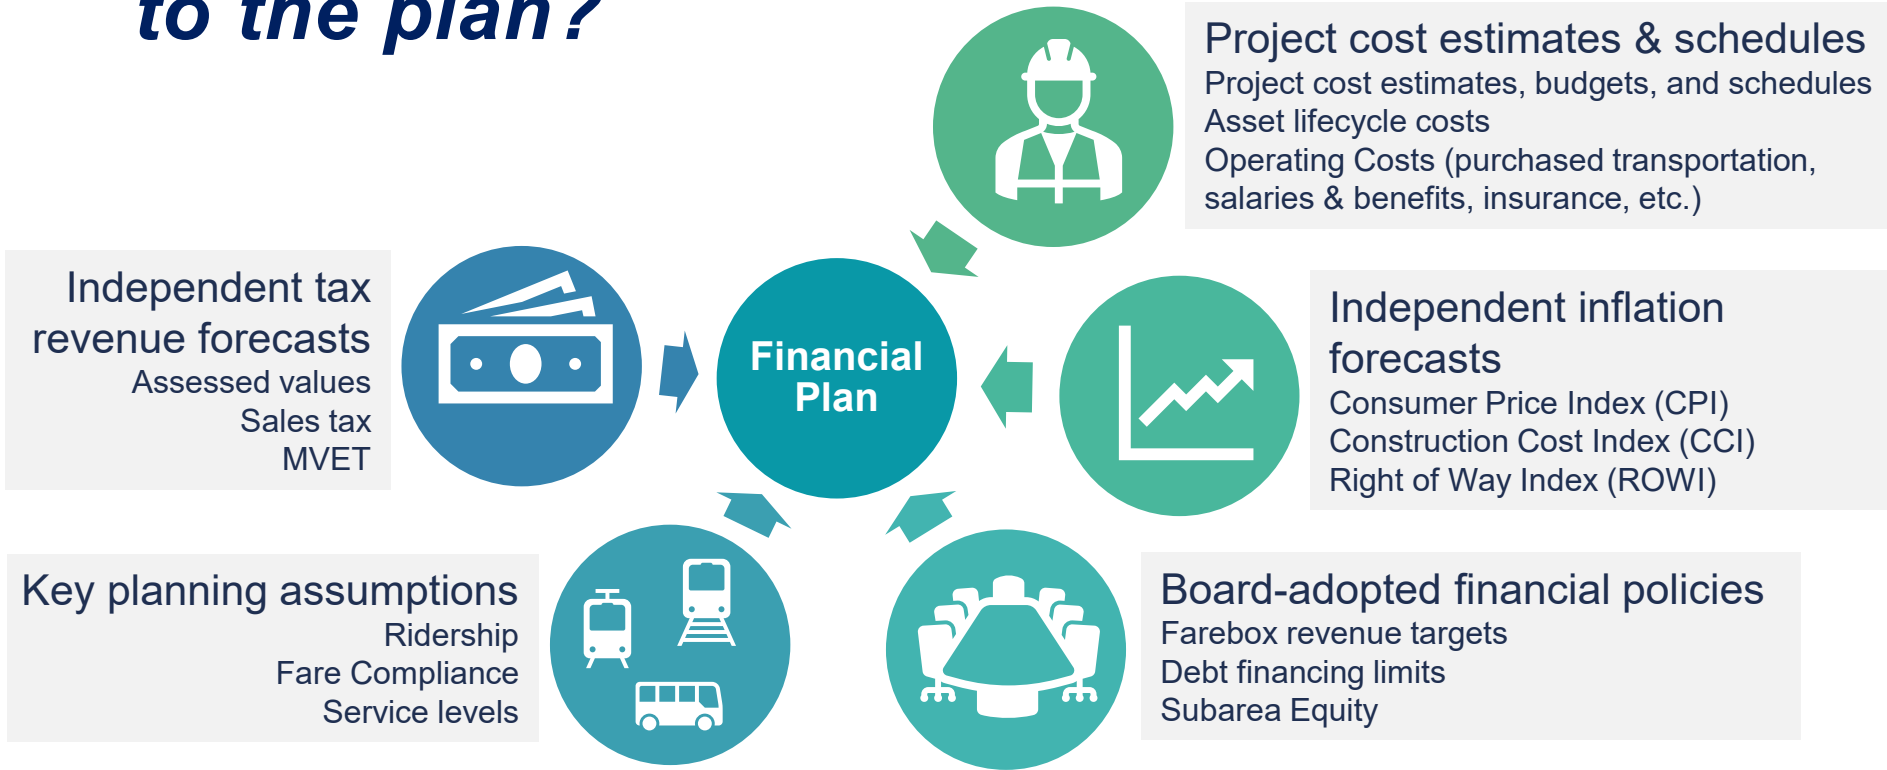 to the plan?
Project cost estimates & schedules
Project cost estimates, budgets, and schedules
Asset lifecycle costs
Operating Costs (purchased transportation,
salaries & benefits, insurance, etc.)
Independent tax
revenue forecasts
Assessed values
Sales tax
MVET
Financial
Plan
Independent inflation
forecasts
Consumer Price Index (CPI)
Construction Cost Index (CCI)
Right of Way Index (ROWI)
Key planning assumptions
Ridership
Fare Compliance
Service levels
Board-adopted financial policies
Farebox revenue targets
Debt financing limits
Subarea Equity